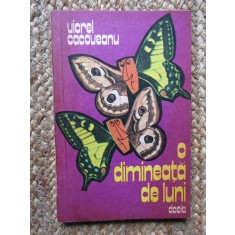 viorel
cacoveanu
o
dimineață
de luni
dacia